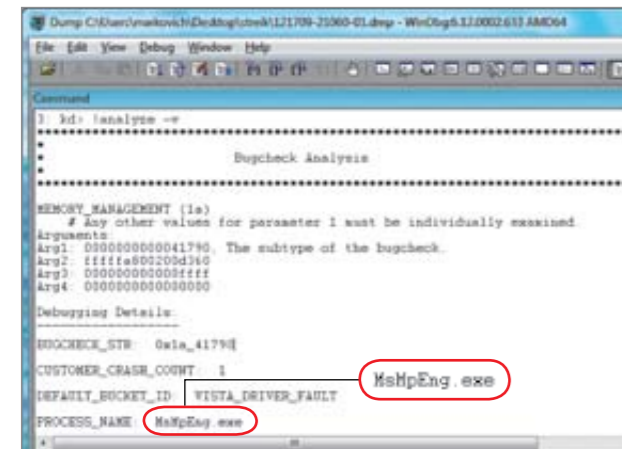 Dump C:\Users\markovich\Desktop\streik\121709-21060-01.dmp - WinDbg:6.12.0002.633 AMD64
File Edit View Debug Window Help
Command
3: kd> !analyze -v
*******************************************************************************
*
* Bugcheck Analysis
*
*******************************************************************************
MEMORY_MANAGEMENT (1a)
# Any other values for parameter 1 must be individually examined.
Arguments:
Arg1: 0000000000041790, The subtype of the bugcheck.
Arg2: fffffa800200d360
Arg3: 000000000000ffff
Arg4: 0000000000000000
Debugging Details:
------------------
BUGCHECK_STR: 0x1a_41790
CUSTOMER_CRASH_COUNT: 1
MsMpEng.exe
DEFAULT_BUCKET_ID: VISTA_DRIVER_FAULT
PROCESS_NAME: MsMpEng.exe